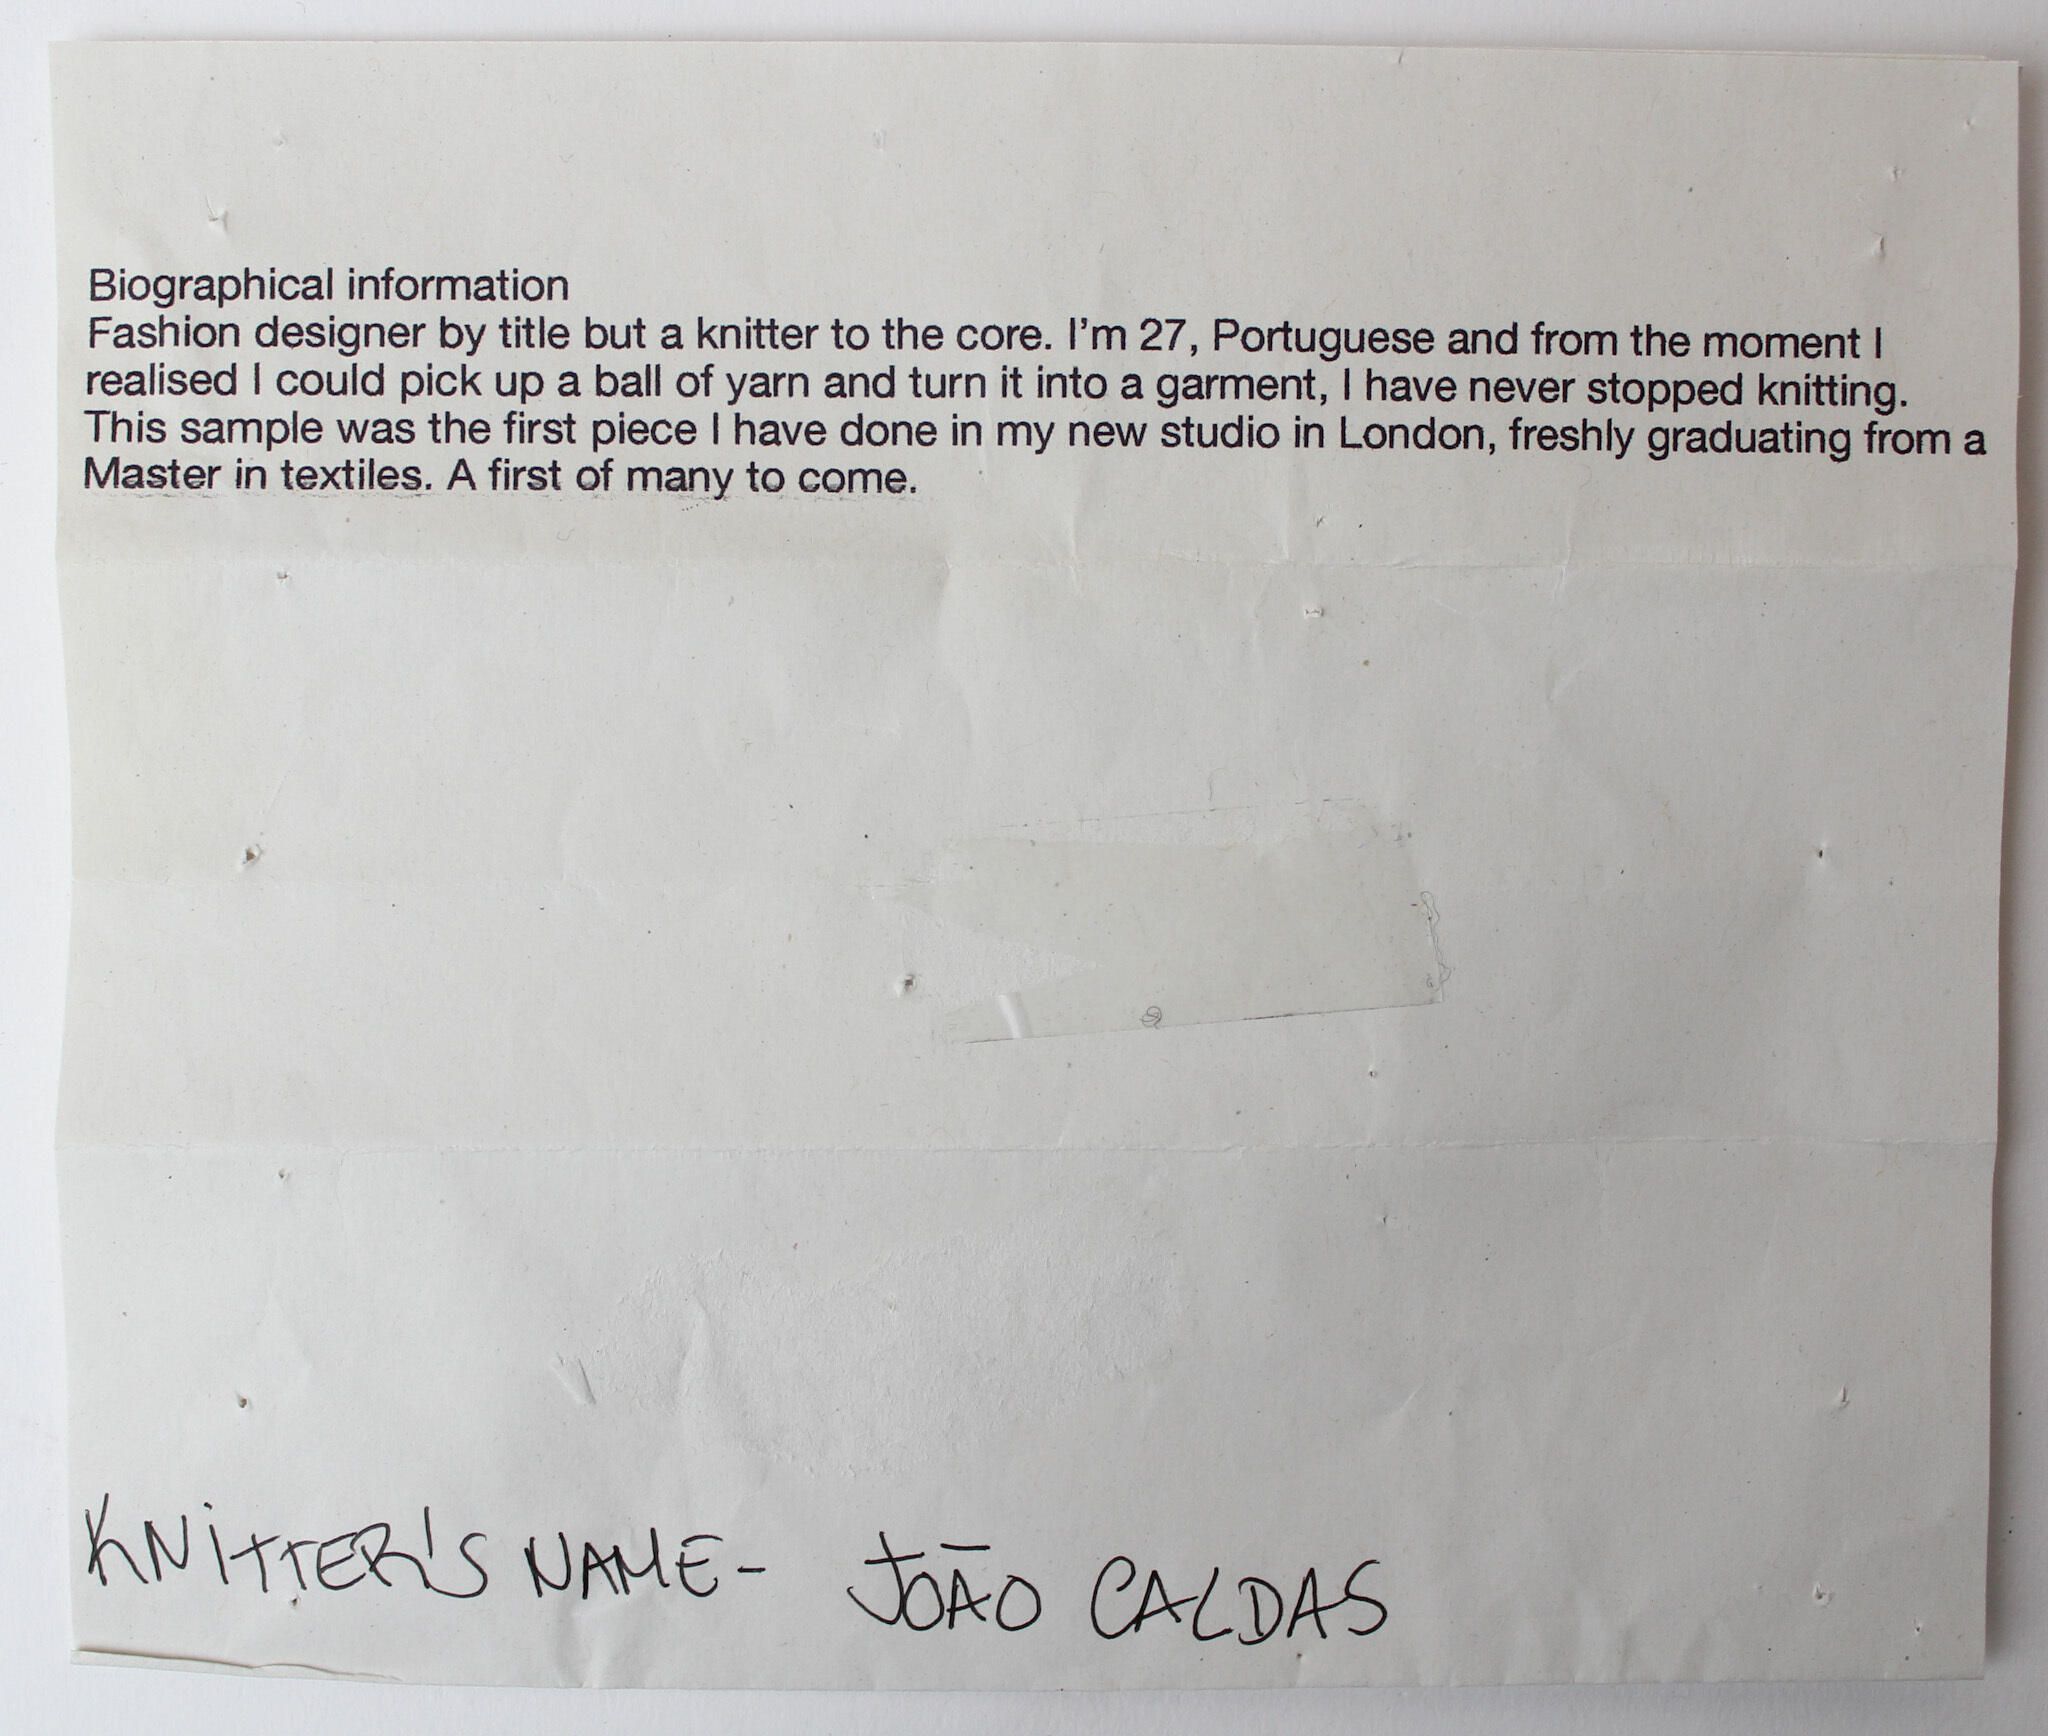 Biographical information
Fashion designer by title but a knitter to the core. I'm 27, Portuguese and from the moment I
realised I could pick up a ball of yarn and turn it into a garment, I have never stopped knitting.
This sample was the first piece I have done in my new studio in London, freshly graduating from a
Master in textiles. A first of many to come.
KNITTER'S NAME- JOÃO CALDAS